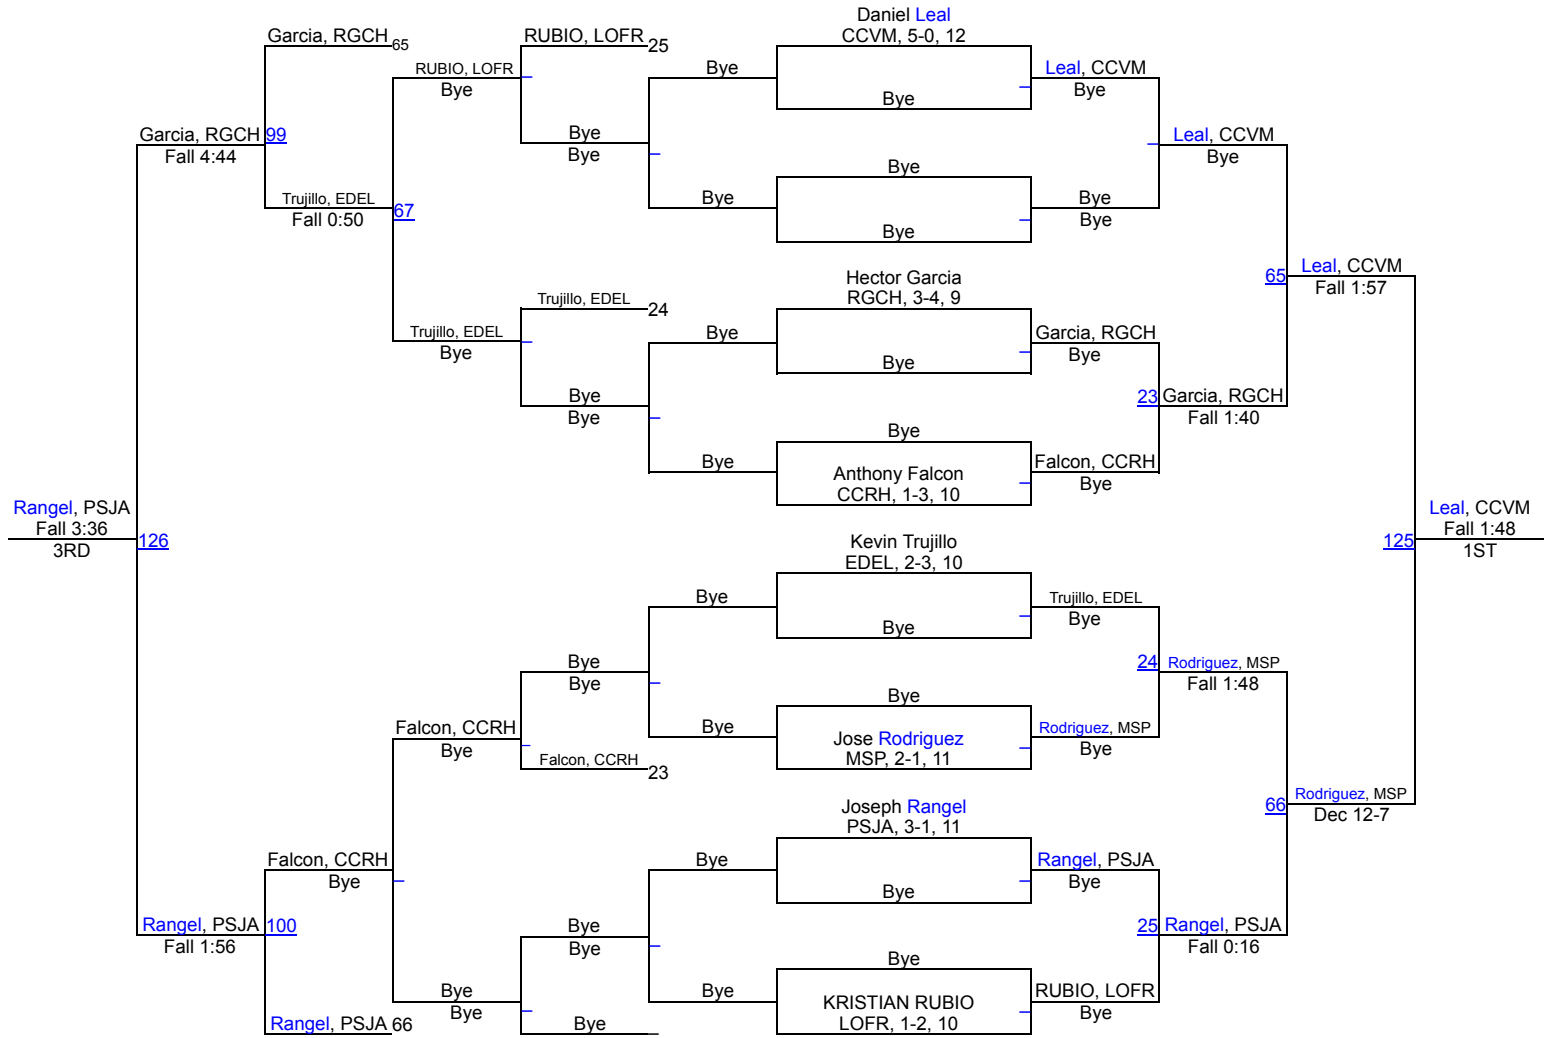 Daniel Leal
Garcia, RGCH 65
RUBIO, LOFR 25
CCVM, 5-0, 12
RUBIO, LOFR
Bye
Bye
Leal, CCVM
Bye
Bye
Garcia, RGCH 99
Fall 4:44
Bye
Bye
Leal, CCVM
Bye
Bye
Trujillo, EDEL
Fall 0:50
67
Bye
Bye
Bye
Bye
Hector Garcia
RGCH, 3-4, 9
65
Leal, CCVM
Fall 1:57
Trujillo, EDEL 24
Trujillo, EDEL
Bye
Bye
Garcia, RGCH
Bye
Bye
Bye
Bye
23 Garcia, RGCH
Fall 1:40
Bye
Bye
Anthony Falcon
CCRH, 1-3, 10
Falcon, CCRH
Bye
Rangel, PSJA
Fall 3:36
3RD
126
Leal, CCVM
Fall 1:48
1ST
125
Kevin Trujillo
EDEL, 2-3, 10
Bye
Bye
Trujillo, EDEL
Bye
Bye
Bye
24 Rodriguez, MSP
Fall 1:48
Bye
Falcon, CCRH
Bye
Bye
Jose Rodriguez
MSP, 2-1, 11
Rodriguez, MSP
Bye
Falcon, CCRH 23
Joseph Rangel
PSJA, 3-1, 11
66
Rodriguez, MSP
Dec 12-7
Falcon, CCRH
Bye
Bye
Bye
Rangel, PSJA
Bye
Rangel, PSJA 100
Fall 1:56
Bye
Bye
25 Rangel, PSJA
Fall 0:16
Bye
Bye
Bye
Bye
KRISTIAN RUBIO
LOFR, 1-2, 10
RUBIO, LOFR
Bye
Rangel, PSJA 66
Bye